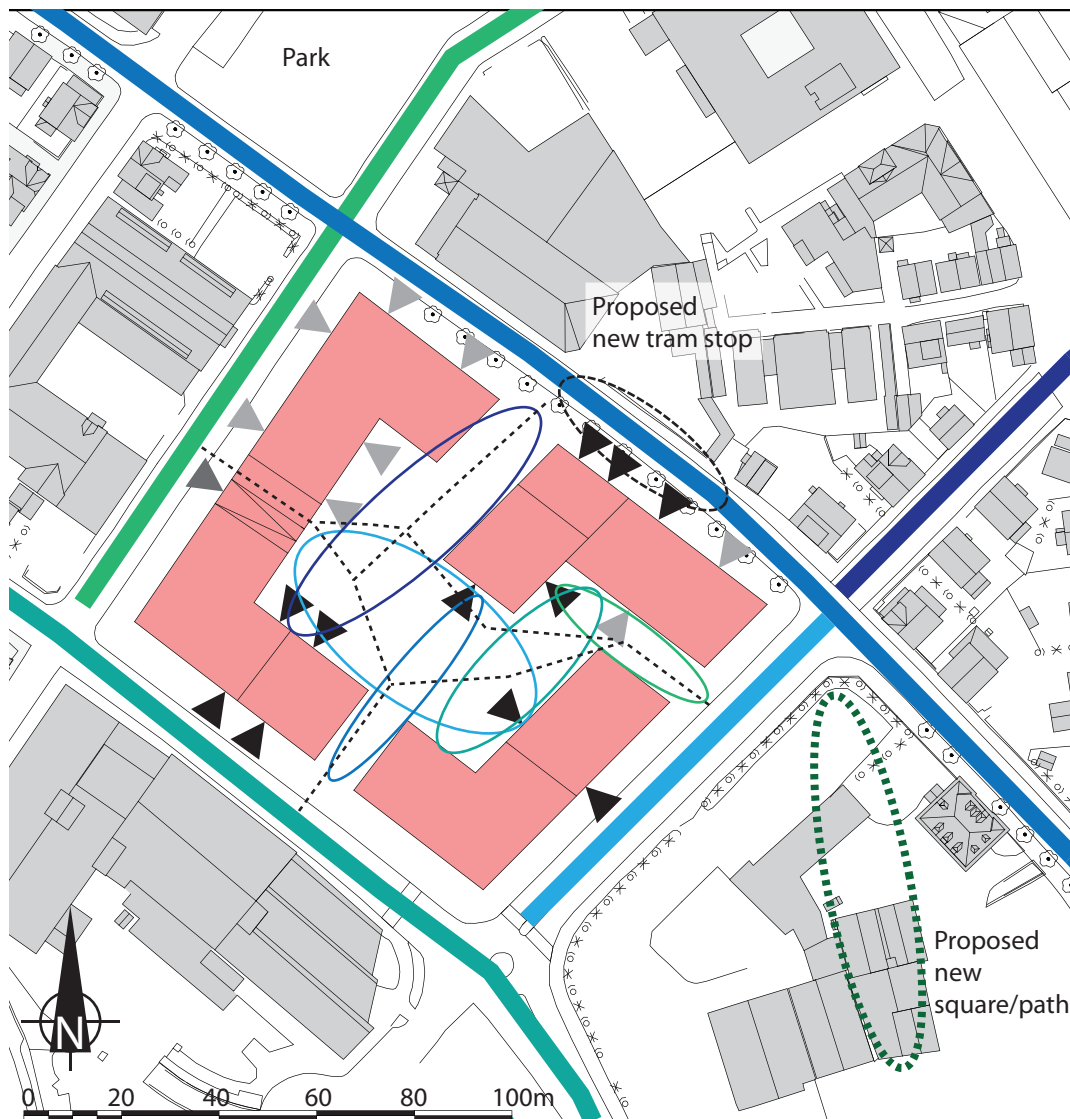 Park
Proposed
new tram stop
Proposed
new
square/path
N
0 20 40 60 80 100m